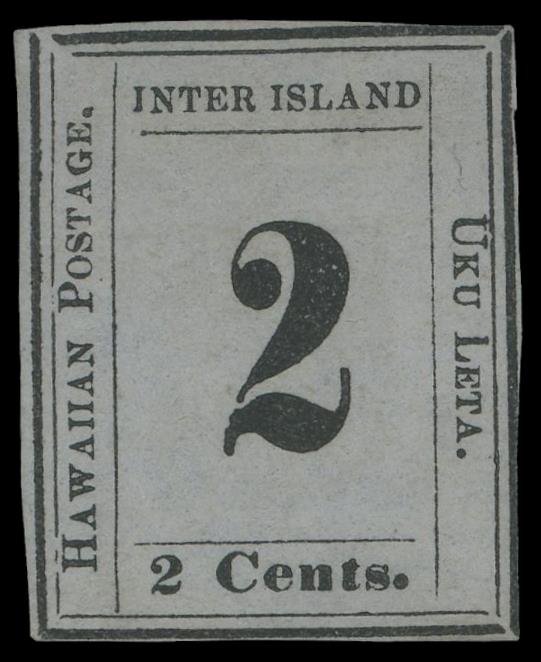 INTER ISLAND
HAWAIIAN POSTAGE.
2
UKU LETA.
2 Cents.